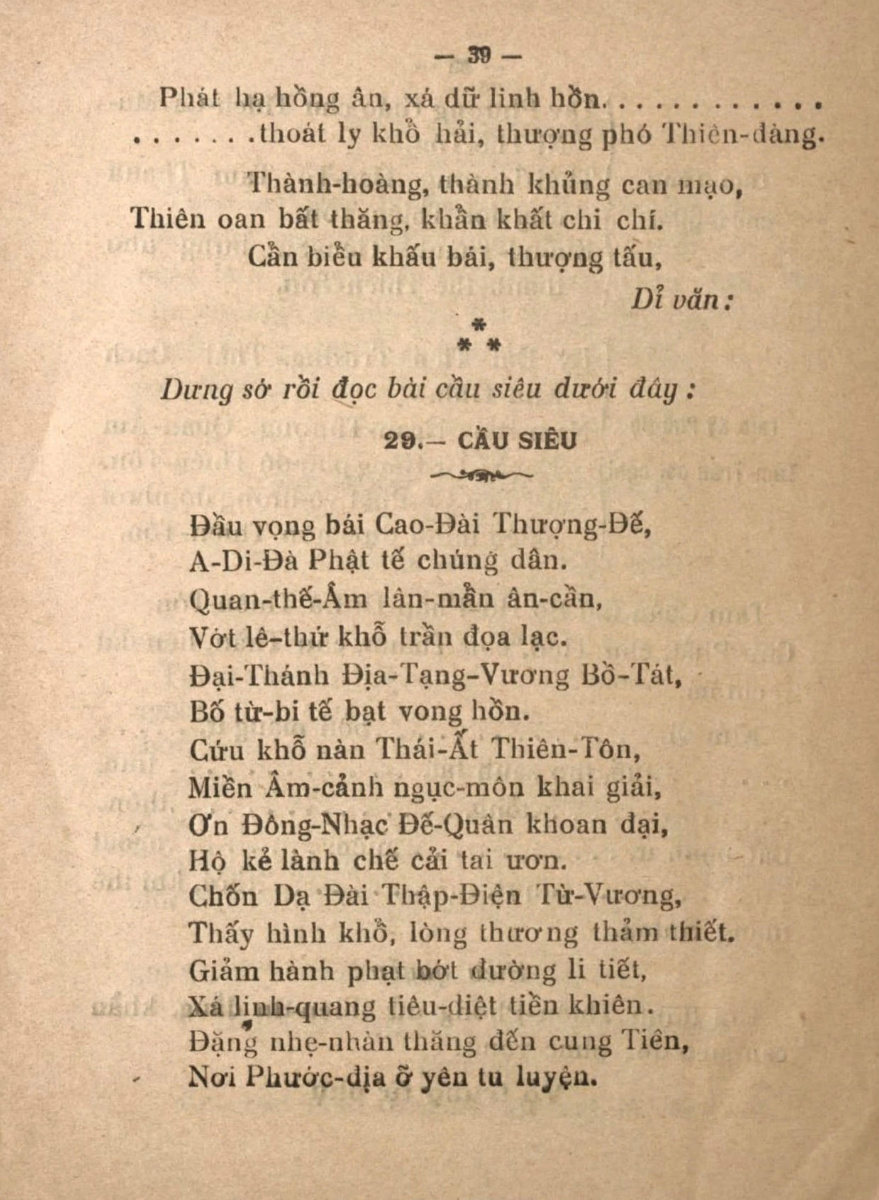 — 39 —
Phát hạ hồng ân, xá dữ linh hồn. . . . . . . . . . . .
. . . . . . .thoát ly khổ hải, thượng phó Thiên-đàng.
Thành-hoàng, thành khủng can mạo,
Thiên oan bất thăng, khẩn khất chi chí.
Cẩn biểu khấu bái, thượng tấu,
Dỉ văn :
*
* *
Dưng sớ rồi đọc bài cầu siêu dưới đây :
29.— CẦU SIÊU
Đầu vọng bái Cao-Đài Thượng-Đế,
A-Di-Đà Phật tế chúng dân.
Quan-thế-Âm lân-mẫn ân-cần,
Vớt lê-thứ khổ trần đọa lạc.
Đại-Thánh Địa-Tạng-Vương Bồ-Tát,
Bố từ-bi tế bạt vong hồn.
Cứu khổ nàn Thái-Ất Thiên-Tôn,
Miền Âm-cảnh ngục-môn khai giải,
Ơn Đông-Nhạc Đế-Quân khoan đại,
Hộ kẻ lành chế cải tai ươn.
Chốn Dạ Đài Thập-Điện Từ-Vương,
Thấy hình khổ, lòng thương thảm thiết.
Giảm hành phạt bớt đường li tiết,
Xá linh-quang tiêu-diệt tiền khiên.
Đặng nhẹ-nhàn thăng đến cung Tiên,
Nơi Phước-địa ở yên tu luyện.